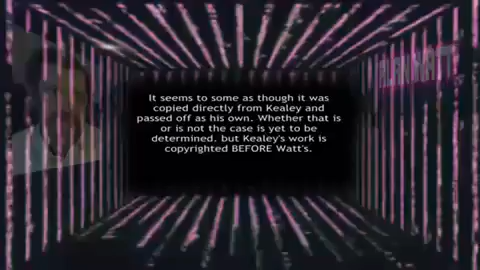 ALAN WATT
It seems to some as though it was
copied directly from Kealey and
passed off as his own. Whether that is
or is not the case is yet to be
determined, but Kealey's work is
copyrighted BEFORE Watt's.